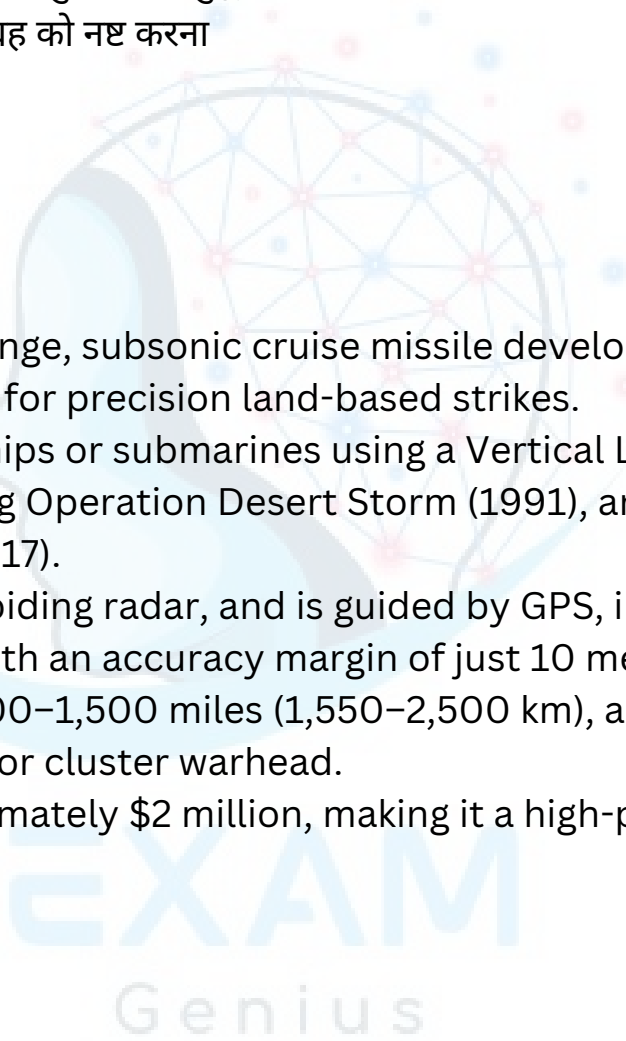 को नष्ट करना
nge, subsonic cruise missile develo
for precision land-based strikes.
ips or submarines using a Vertical L
g Operation Desert Storm (1991), a
17).
iding radar, and is guided by GPS, i
th an accuracy margin of just 10 me
00–1,500 miles (1,550–2,500 km), a
or cluster warhead.
mately $2 million, making it a high-p
EXAM
Genius